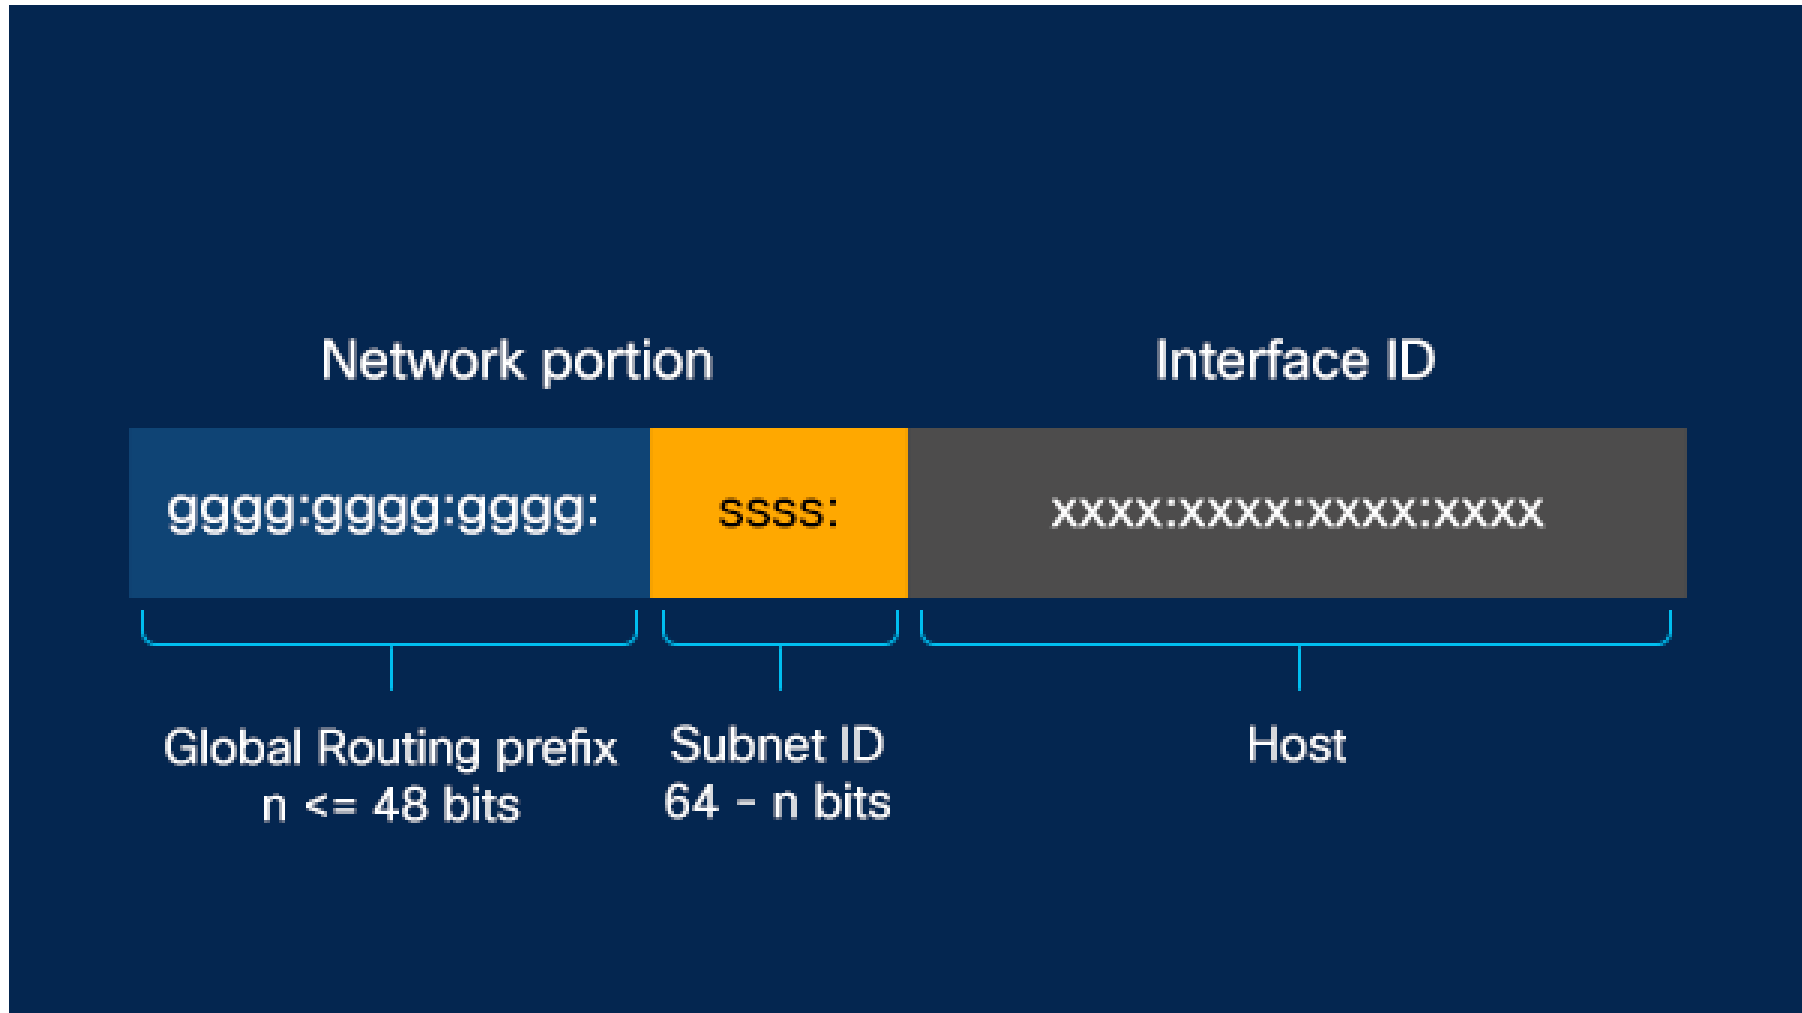 Network portion
Interface ID
gggg:gggg:gggg:
ssss:
xxxx:xxxx:xxxx:xxxx
Global Routing prefix
n <= 48 bits
Subnet ID
64 - n bits
Host